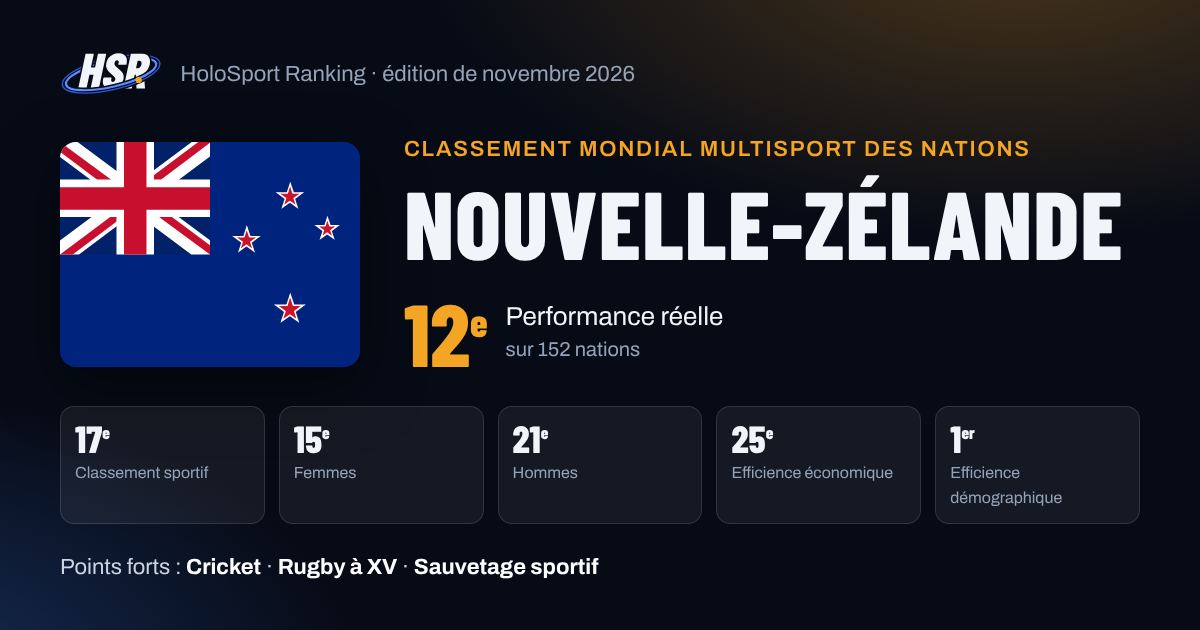 HSR
HoloSport Ranking · édition de novembre 2026
CLASSEMENT MONDIAL MULTISPORT DES NATIONS
NOUVELLE-ZÉLANDE
12e
Performance réelle
sur 152 nations
17e
Classement sportif
15e
Femmes
21e
Hommes
25e
Efficience économique
1er
Efficience
démographique
Points forts : Cricket · Rugby à XV · Sauvetage sportif